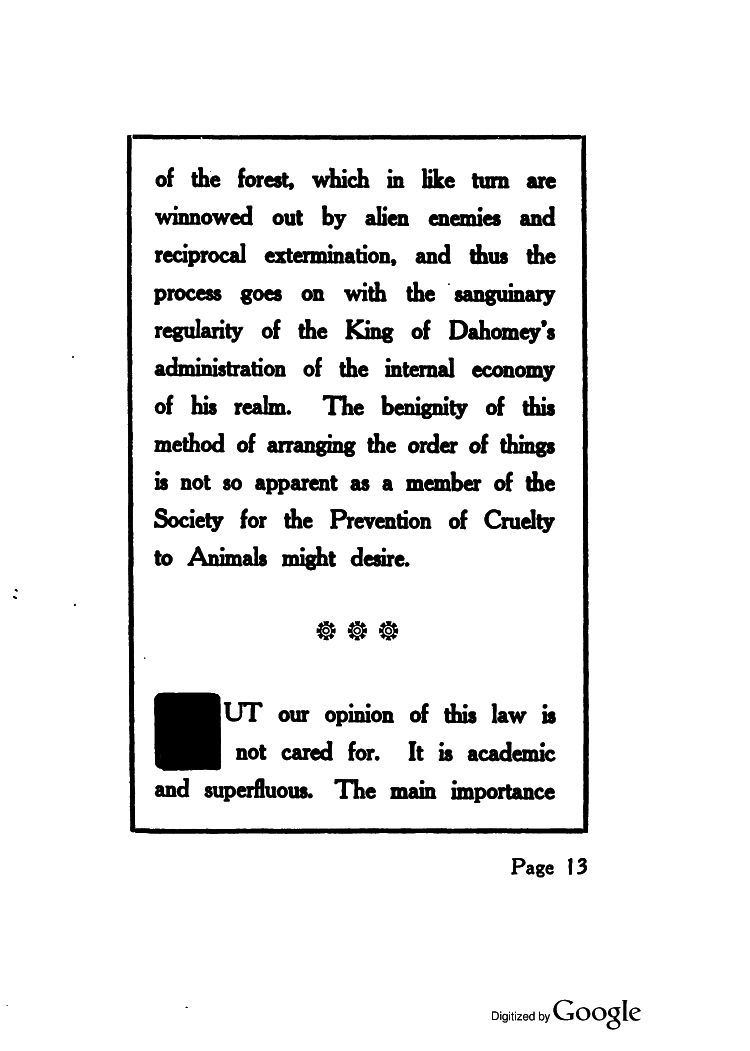 of the forest, which in like turn are
winnowed out by alien enemies and
reciprocal extermination, and thus the
process goes on with the sanguinary
regularity of the King of Dahomey's
administration of the internal economy
of his realm. The benignity of this
method of arranging the order of things
is not so apparent as a member of the
Society for the Prevention of Cruelty
to Animals might desire.
UT our opinion of this law is
not cared for. It is academic
and superfluous. The main importance
Page 13
Digitized by Google